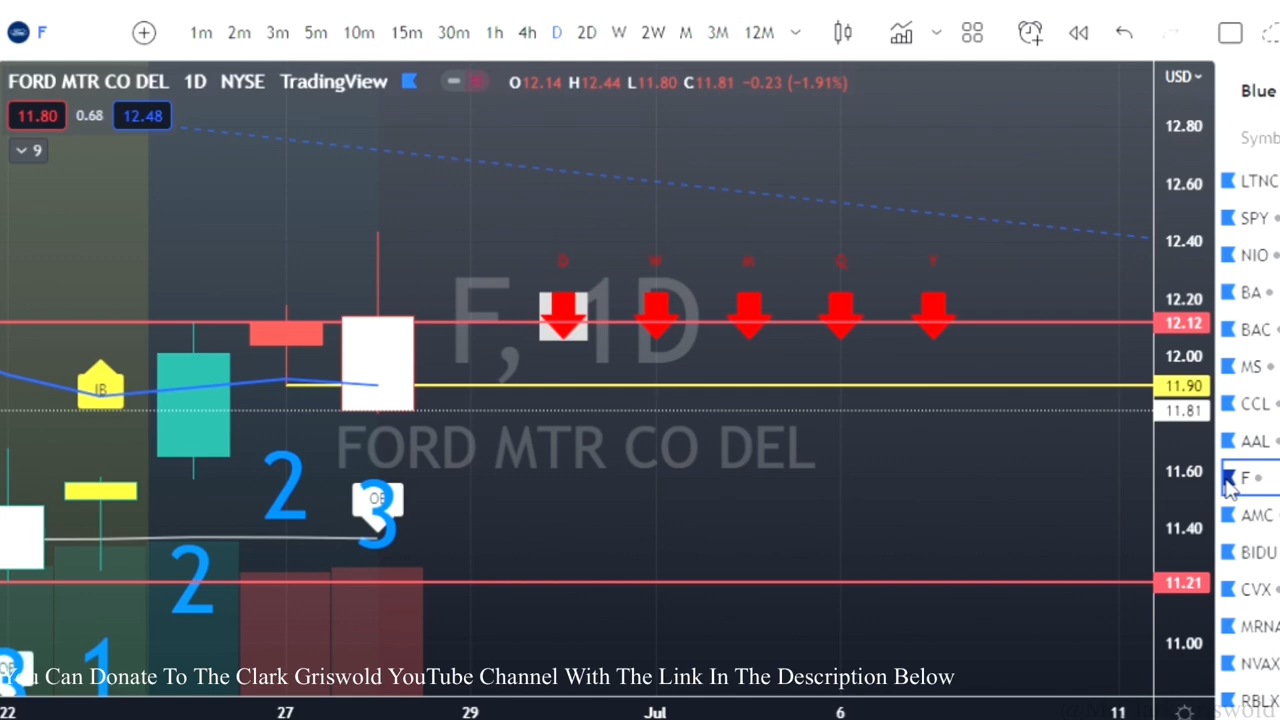 F 1m 2m 3m 5m 10m 15m 30m 1h 4h D 2D W 2W M 3M 12M
FORD MTR CO DEL 1D NYSE TradingView O12.14 H12.44 L11.80 C11.81 −0.23 (−1.91%)
11.80 0.68 12.48
9
USD
12.80
12.60
12.40
12.20
12.12
12.00
11.90
11.81
11.60
11.40
11.21
11.00
D W M Q Y
F, 1D
FORD MTR CO DEL
IB
2
OB
3
2
1
OB
3
You Can Donate To The Clark Griswold YouTube Channel With The Link In The Description Below
22 27 29 Jul 6 11
Blue
Symb
LTNC
SPY
NIO
BA
BAC
MS
CCL
AAL
F
AMC
BIDU
CVX
MRNA
NVAX
RBLX